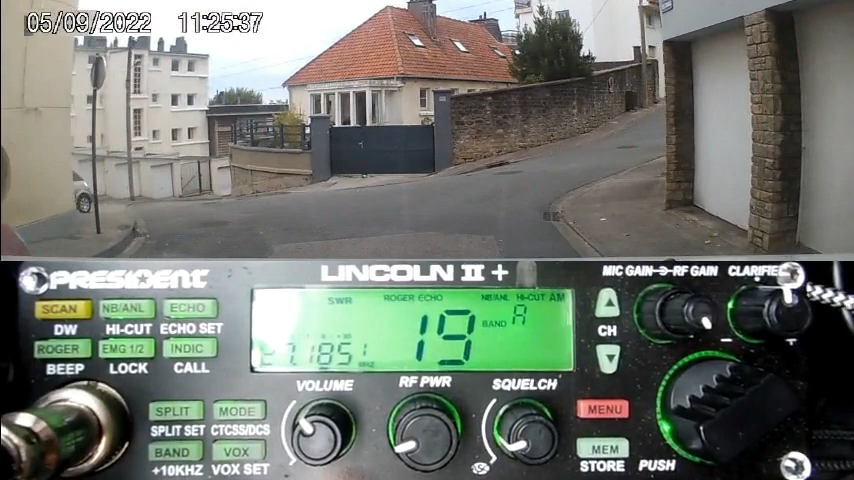 05/09/2022 11:25:37
PRESIDENT
LINCOLN II +
MIC GAIN RF GAIN CLARIFIER
SCAN NB/ANL ECHO
DW HI-CUT ECHO SET
ROGER EMG 1/2 INDIC
BEEP LOCK CALL
SWR ROGER ECHO NB/ANL HI-CUT AM
19 BAND A
27.1851 MHZ
CH
VOLUME RF PWR SQUELCH
SPLIT MODE
SPLIT SET CTCSS/DCS
BAND VOX
+10KHZ VOX SET
MENU
MEM
STORE PUSH